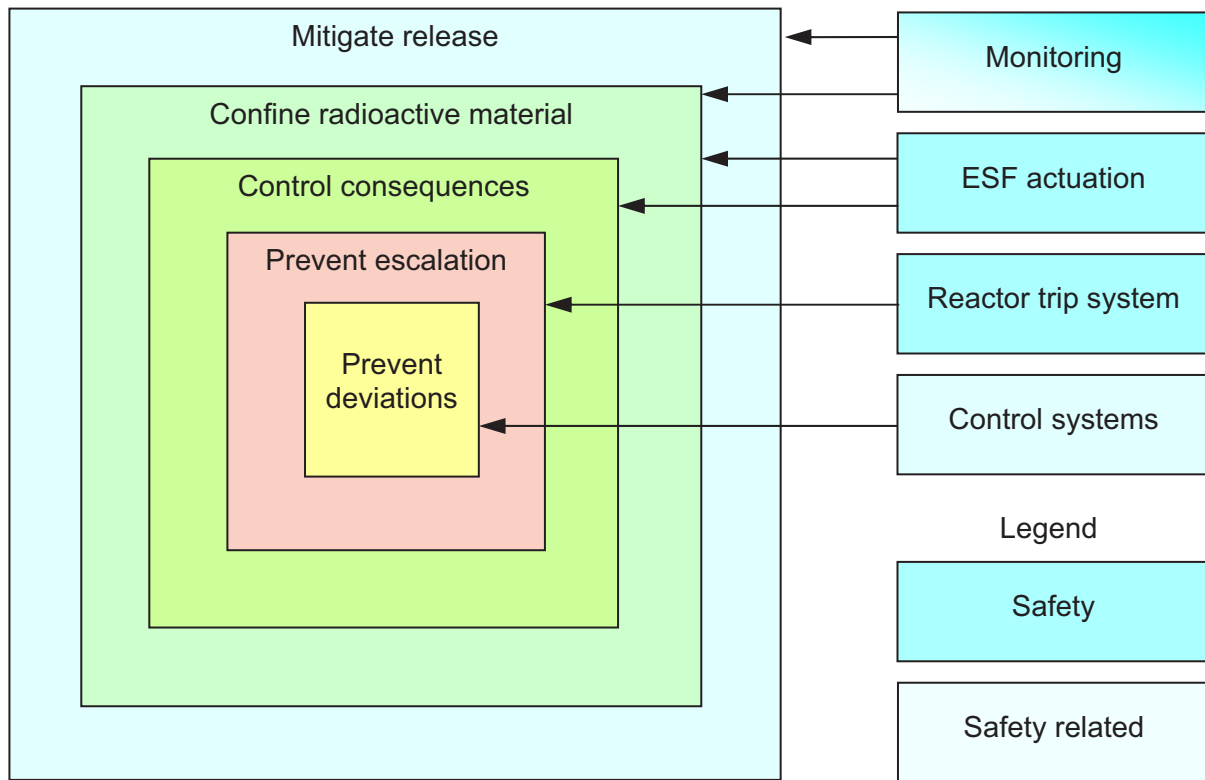 Mitigate release
Confine radioactive material
Control consequences
Prevent escalation
Prevent
deviations
Monitoring
ESF actuation
Reactor trip system
Control systems
Legend
Safety
Safety related